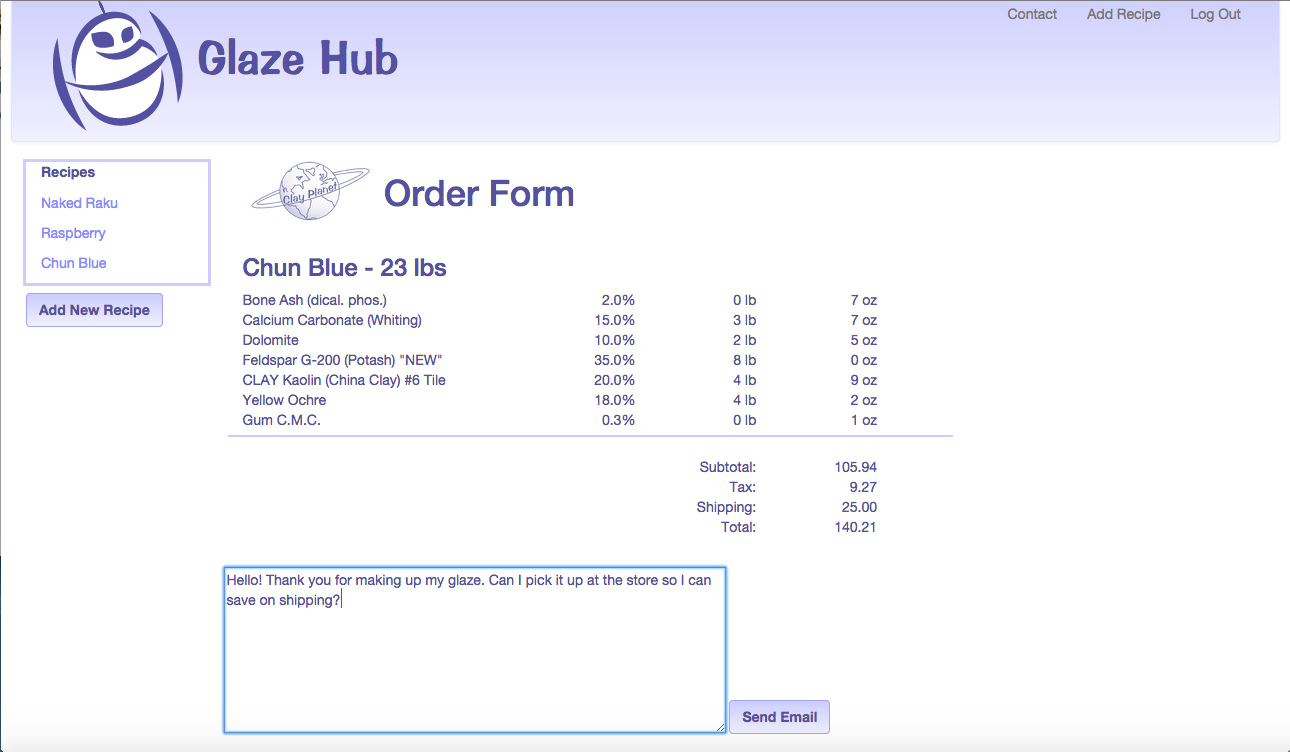 Contact Add Recipe Log Out
Glaze Hub
Recipes
Naked Raku
Raspberry
Chun Blue
Add New Recipe
Clay Planet
Order Form
Chun Blue - 23 lbs
Bone Ash (dical. phos.) 2.0% 0 lb 7 oz
Calcium Carbonate (Whiting) 15.0% 3 lb 7 oz
Dolomite 10.0% 2 lb 5 oz
Feldspar G-200 (Potash) "NEW" 35.0% 8 lb 0 oz
CLAY Kaolin (China Clay) #6 Tile 20.0% 4 lb 9 oz
Yellow Ochre 18.0% 4 lb 2 oz
Gum C.M.C. 0.3% 0 lb 1 oz
Subtotal: 105.94
Tax: 9.27
Shipping: 25.00
Total: 140.21
Hello! Thank you for making up my glaze. Can I pick it up at the store so I can
save on shipping?
Send Email